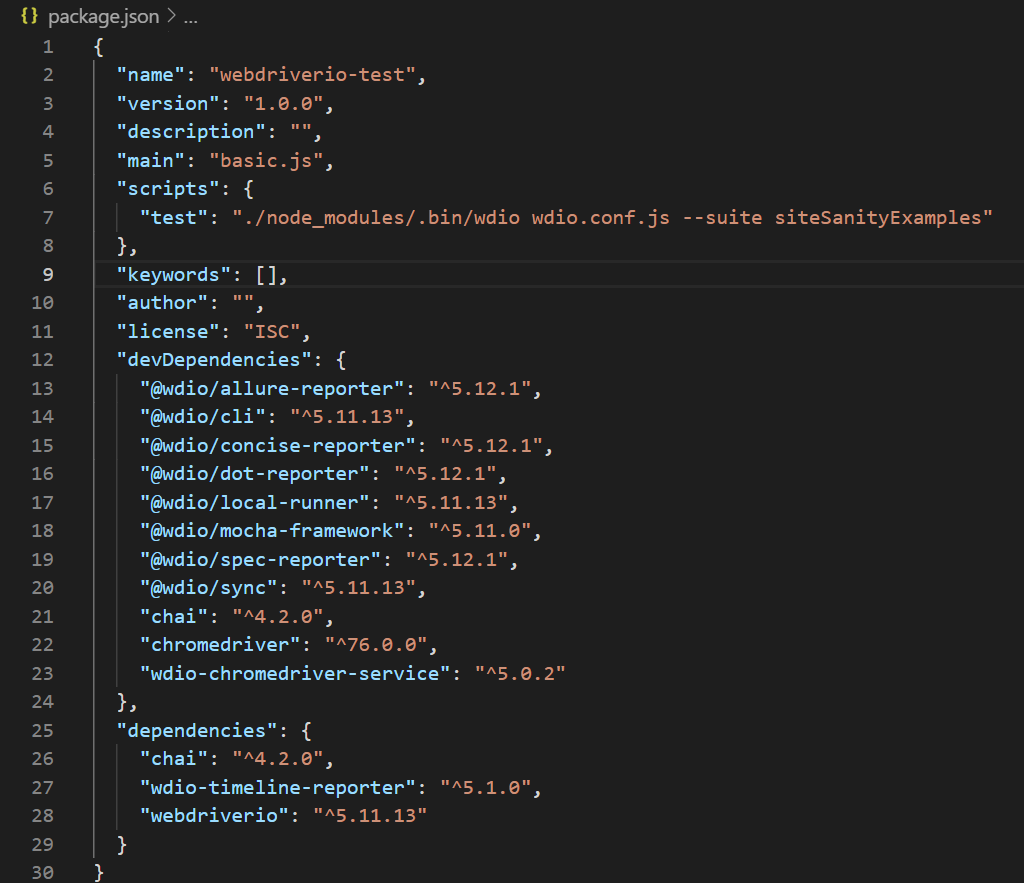 {} package.json > ...
1 {
2   "name": "webdriverio-test",
3   "version": "1.0.0",
4   "description": "",
5   "main": "basic.js",
6   "scripts": {
7     "test": "./node_modules/.bin/wdio wdio.conf.js --suite siteSanityExamples"
8   },
9   "keywords": [],
10   "author": "",
11   "license": "ISC",
12   "devDependencies": {
13     "@wdio/allure-reporter": "^5.12.1",
14     "@wdio/cli": "^5.11.13",
15     "@wdio/concise-reporter": "^5.12.1",
16     "@wdio/dot-reporter": "^5.12.1",
17     "@wdio/local-runner": "^5.11.13",
18     "@wdio/mocha-framework": "^5.11.0",
19     "@wdio/spec-reporter": "^5.12.1",
20     "@wdio/sync": "^5.11.13",
21     "chai": "^4.2.0",
22     "chromedriver": "^76.0.0",
23     "wdio-chromedriver-service": "^5.0.2"
24   },
25   "dependencies": {
26     "chai": "^4.2.0",
27     "wdio-timeline-reporter": "^5.1.0",
28     "webdriverio": "^5.11.13"
29   }
30 }